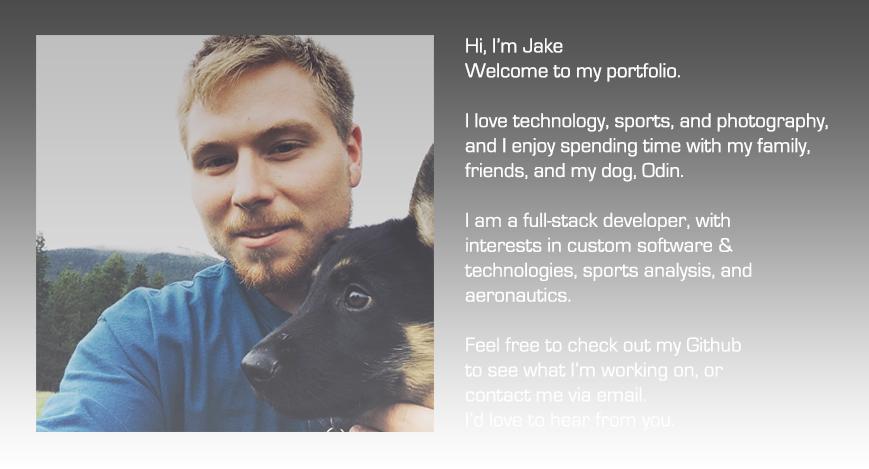 Hi, I'm Jake
Welcome to my portfolio.
I love technology, sports, and photography,
and I enjoy spending time with my family,
friends, and my dog, Odin.
I am a full-stack developer, with
interests in custom software &
technologies, sports analysis, and
aeronautics.
Feel free to check out my Github
to see what I'm working on, or
contact me via email.
I'd love to hear from you.